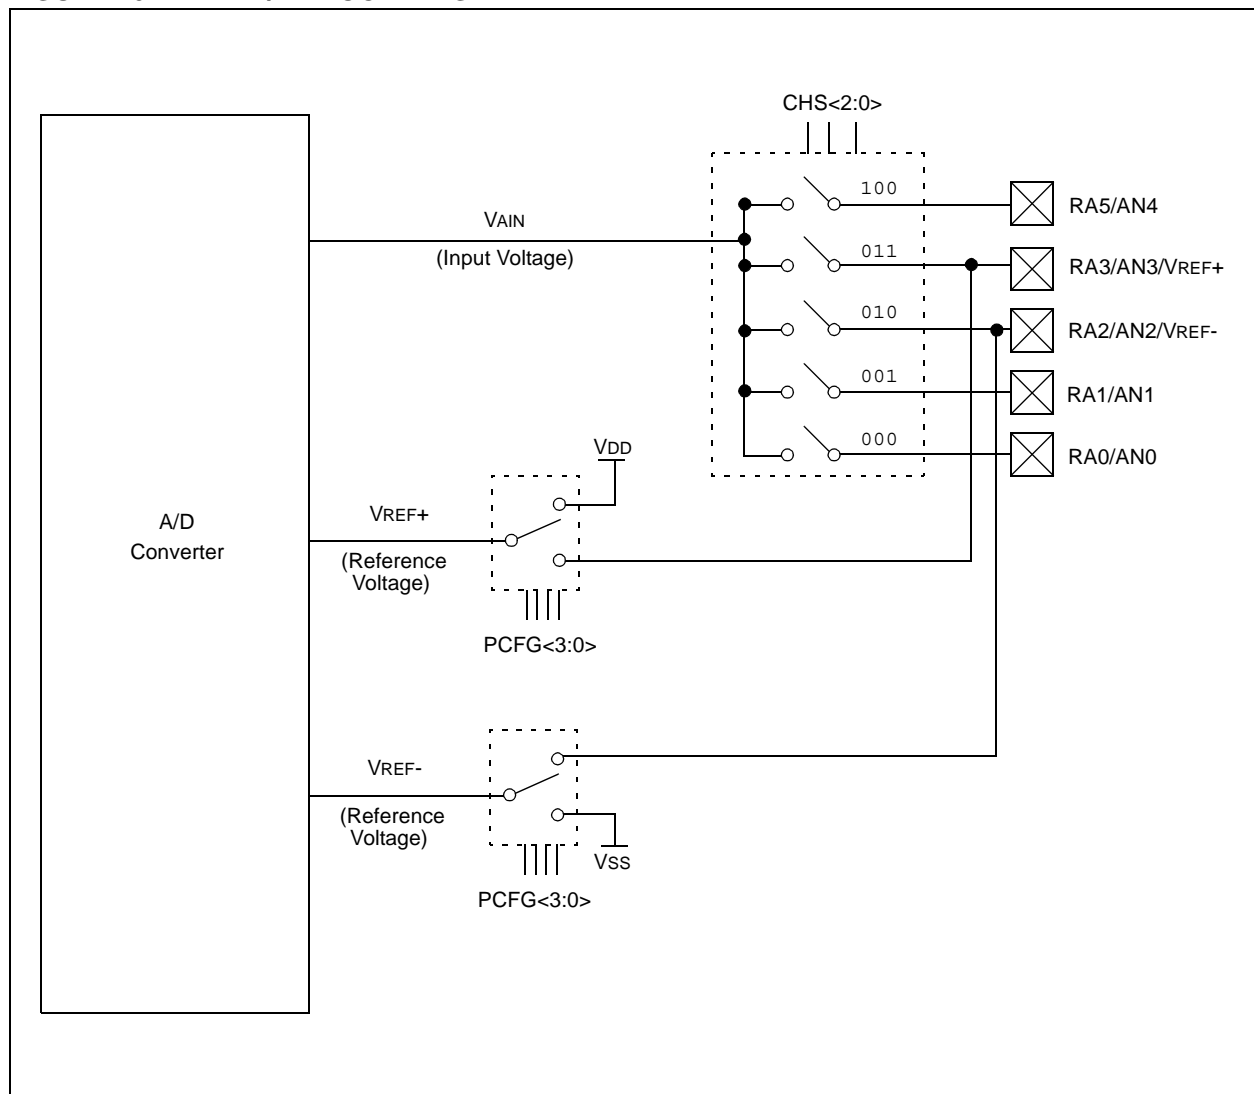 CHS<2:0>
100
RA5/AN4
VAIN
(Input Voltage)
011
RA3/AN3/VREF+
010
RA2/AN2/VREF-
001
RA1/AN1
000
RA0/AN0
VDD
A/D
Converter
VREF+
(Reference
Voltage)
PCFG<3:0>
VREF-
(Reference
Voltage)
VSS
PCFG<3:0>